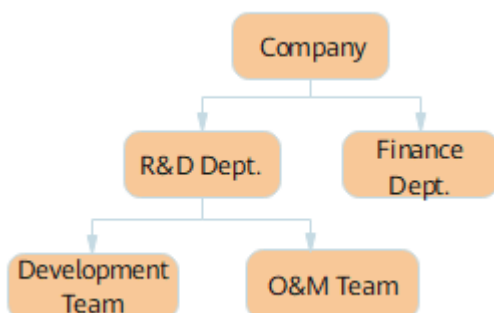 Company
R&D Dept.
Finance
Dept.
Development
Team
O&M Team